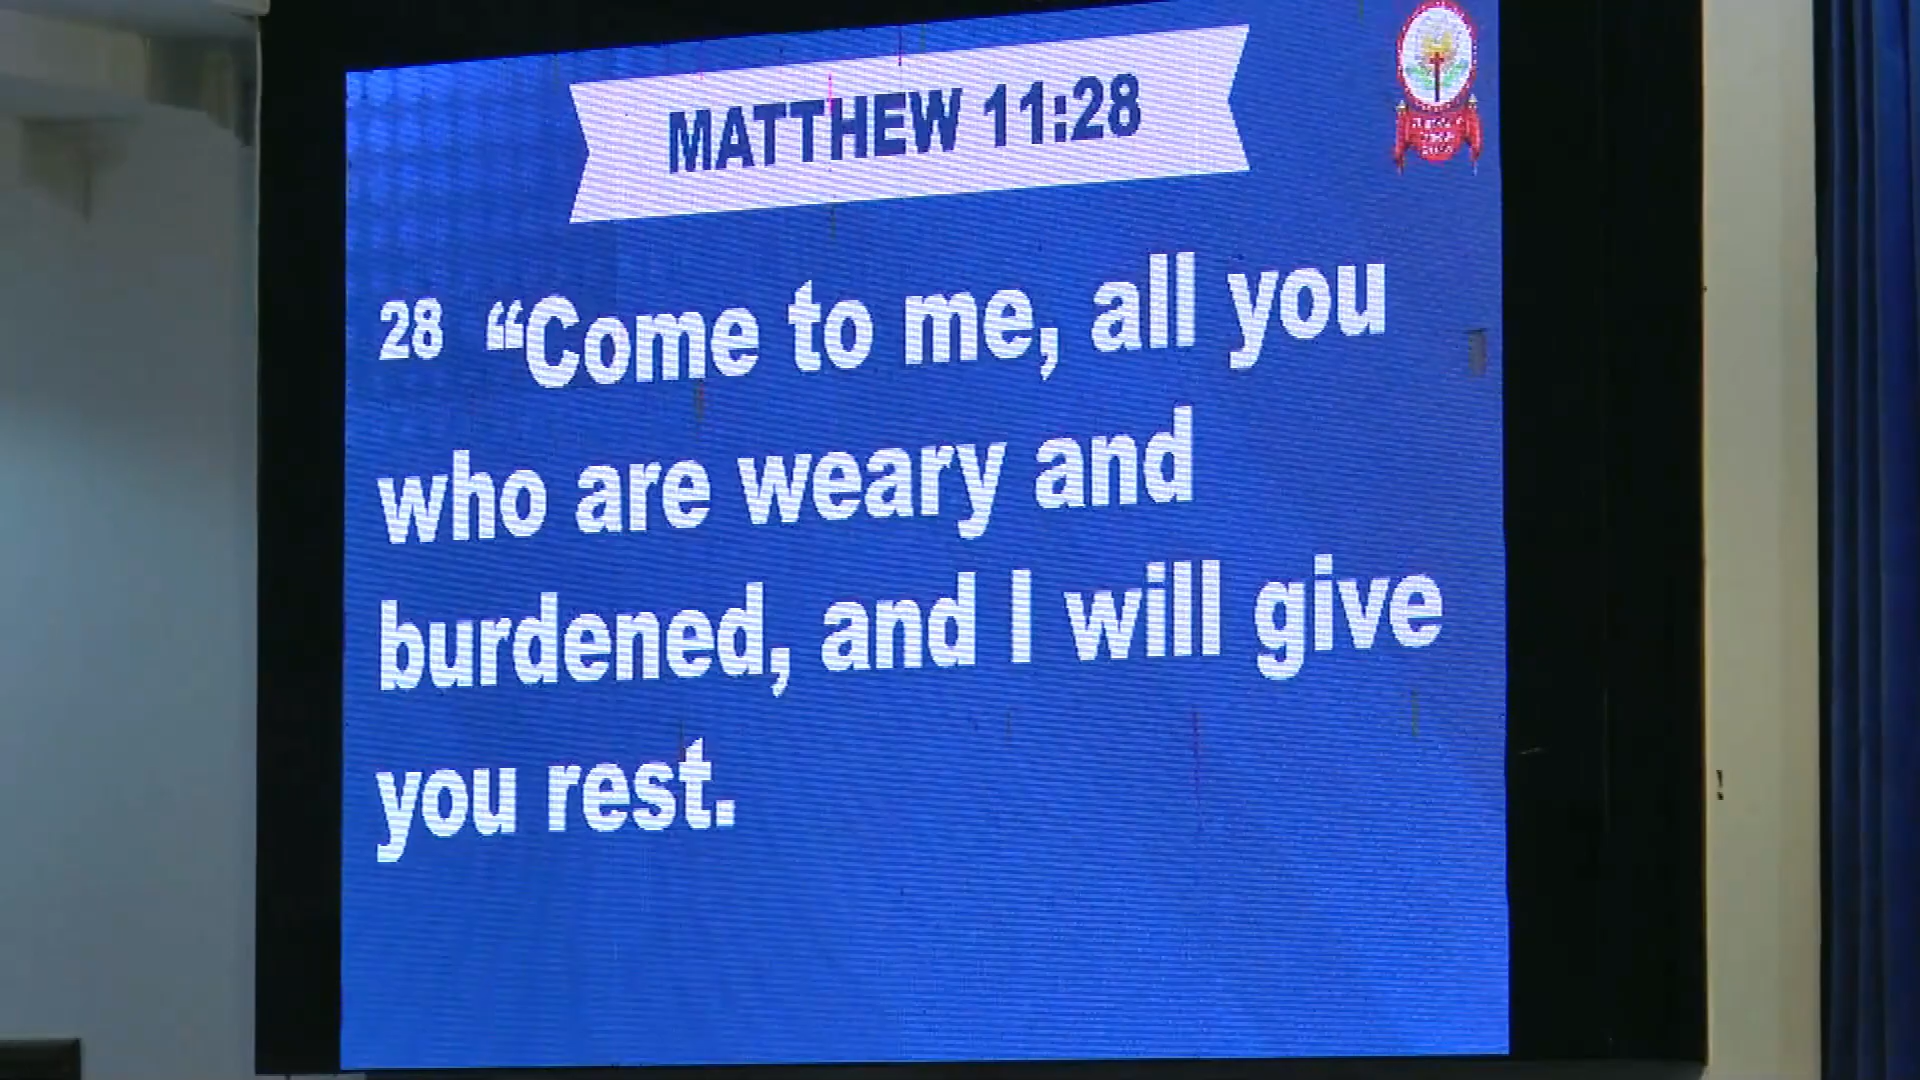 MATTHEW 11:28
28 “Come to me, all you
who are weary and
burdened, and I will give
you rest.